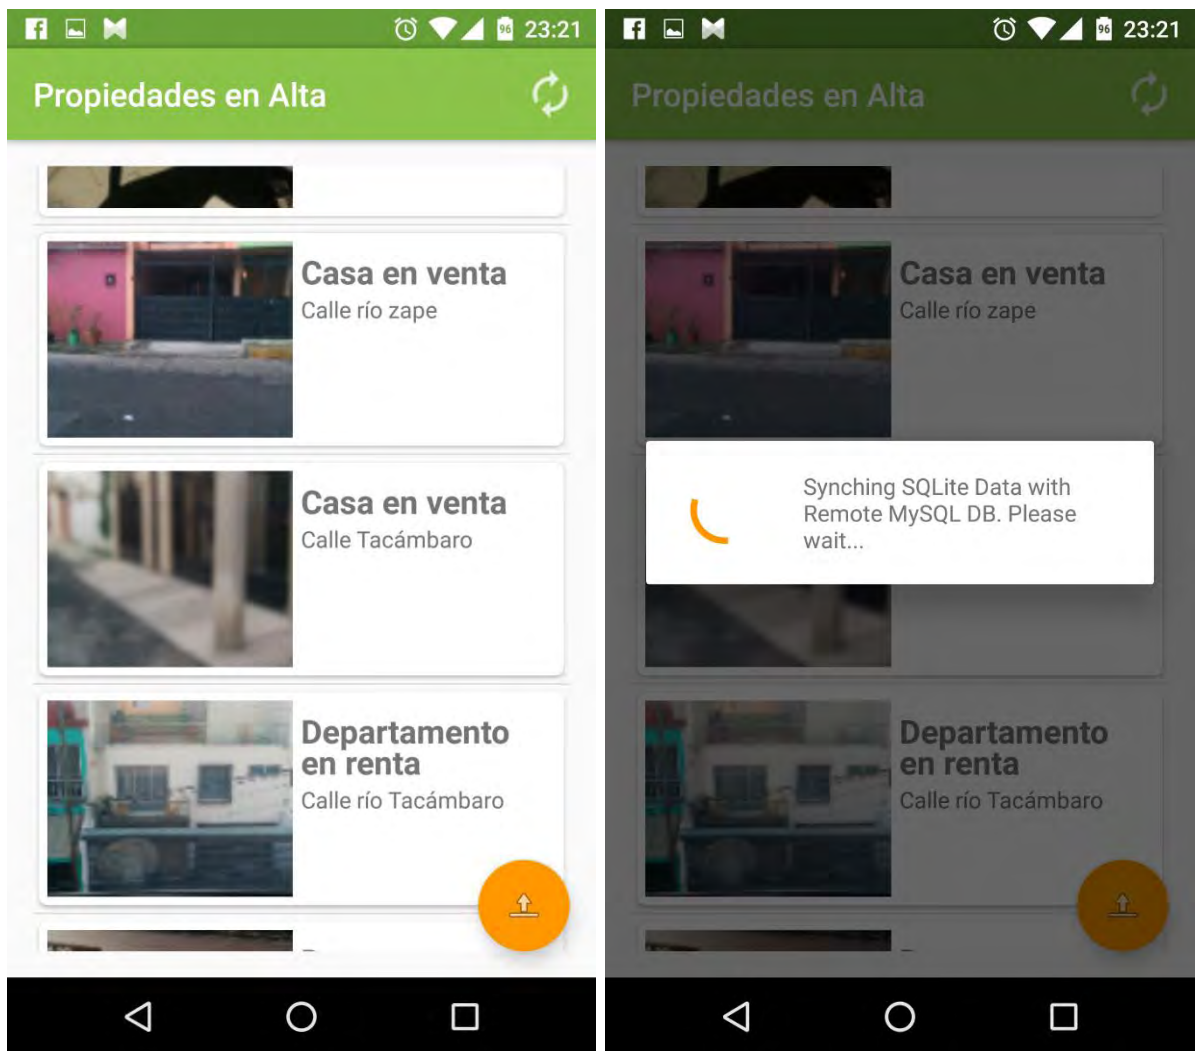 96 23:21
Propiedades en Alta
Casa en venta
Calle río zape
Casa en venta
Calle Tacámbaro
Departamento
en renta
Calle río Tacámbaro
96 23:21
Propiedades en Alta
Casa en venta
Calle río zape
Synching SQLite Data with
Remote MySQL DB. Please
wait...
Departamento
en renta
Calle río Tacámbaro